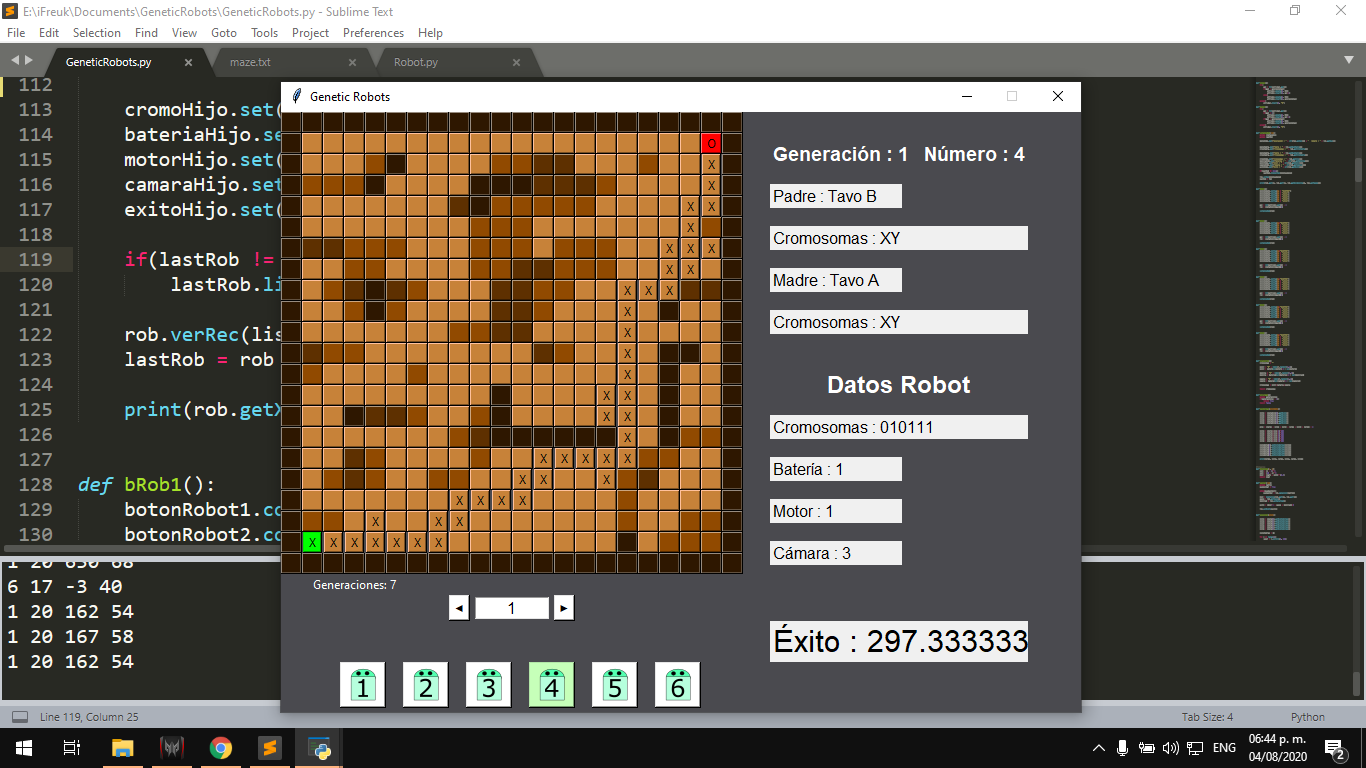 E:\iFreuk\Documents\GeneticRobots\GeneticRobots.py - Sublime Text
File Edit Selection Find View Goto Tools Project Preferences Help
GeneticRobots.py maze.txt Robot.py
112
113 cromoHijo.set(
114 bateriaHijo.se
115 motorHijo.set(
116 camaraHijo.set
117 exitoHijo.set(
118
119 if(lastRob !=
120 lastRob.li
121
122 rob.verRec(lis
123 lastRob = rob
124
125 print(rob.getX
126
127
128 def bRob1():
129 botonRobot1.co
130 botonRobot2.co
1 20 650 68
6 17 -3 40
1 20 162 54
1 20 167 58
1 20 162 54
Genetic Robots
O
X
X
X X
X
X X X
X X
X X X
X
X
X
X
X X
X X
X
X X X X X
X X X
X X X X
X X X
X X X X X X X
Generaciones: 7
1
1 2 3 4 5 6
Generación : 1 Número : 4
Padre : Tavo B
Cromosomas : XY
Madre : Tavo A
Cromosomas : XY
Datos Robot
Cromosomas : 010111
Batería : 1
Motor : 1
Cámara : 3
Éxito : 297.333333
Line 119, Column 25 Tab Size: 4 Python
ENG
06:44 p. m.
04/08/2020
2